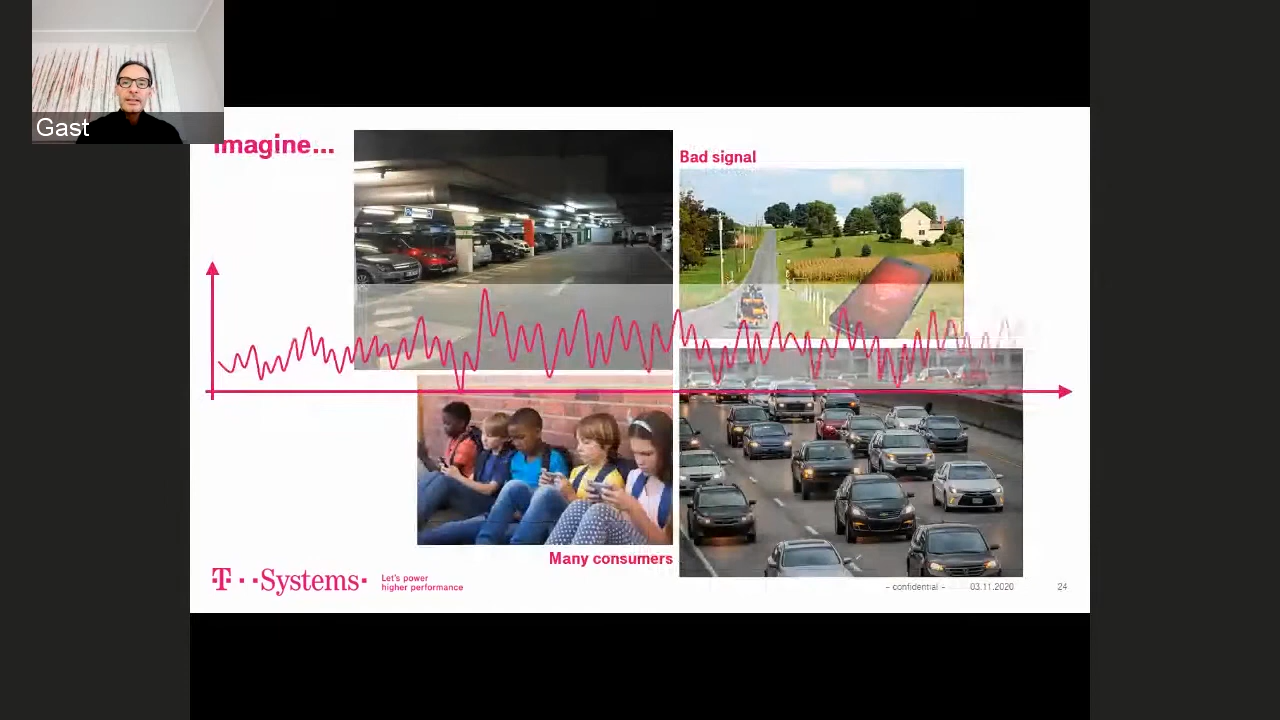 Gast
Imagine...
Bad signal
Many consumers
T··Systems·
Let's power
higher performance
– confidential –
03.11.2020
24